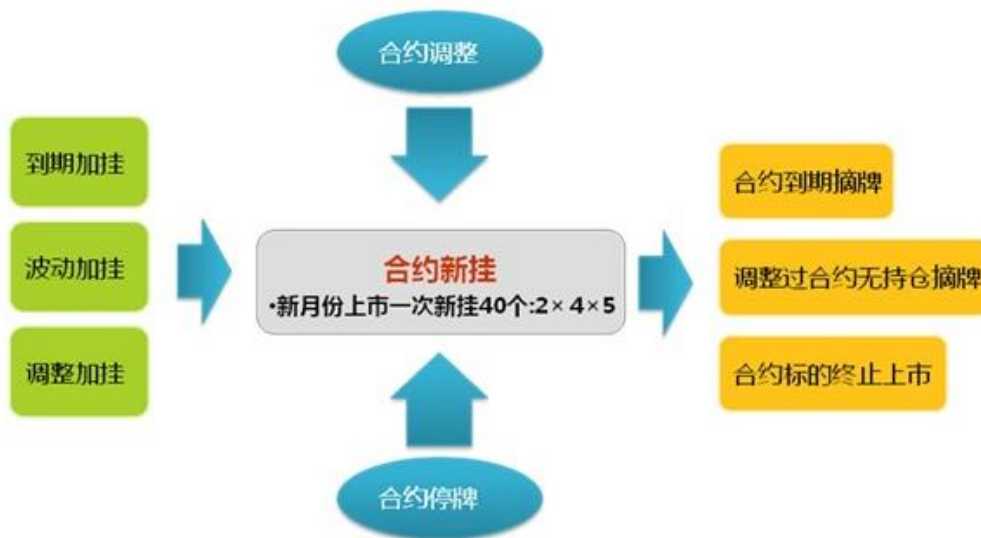 合约调整
到期加挂
波动加挂
调整加挂
合约新挂
·新月份上市一次新挂40个:2×4×5
合约到期摘牌
调整过合约无持仓摘牌
合约标的终止上市
合约停牌